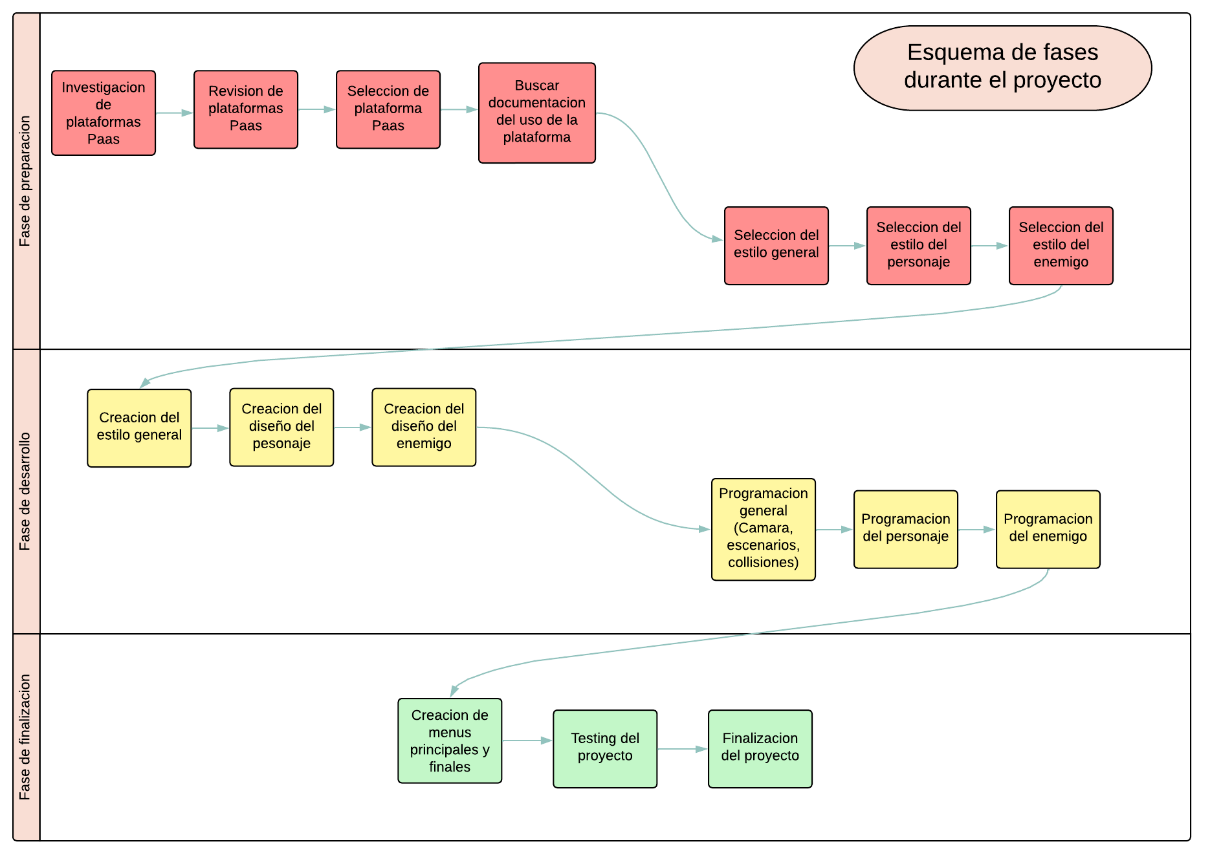 Esquema de fases
durante el proyecto
Fase de preparacion
Investigacion
de
plataformas
Paas
Revision de
plataformas
Paas
Seleccion de
plataforma
Paas
Buscar
documentacion
del uso de la
plataforma
Seleccion del
estilo general
Seleccion del
estilo del
personaje
Seleccion del
estilo del
enemigo
Fase de desarrollo
Creacion del
estilo general
Creacion del
diseño del
pesonaje
Creacion del
diseño del
enemigo
Programacion
general
(Camara,
escenarios,
collisiones)
Programacion
del personaje
Programacion
del enemigo
Fase de finalizacion
Creacion de
menus
principales y
finales
Testing del
proyecto
Finalizacion
del proyecto